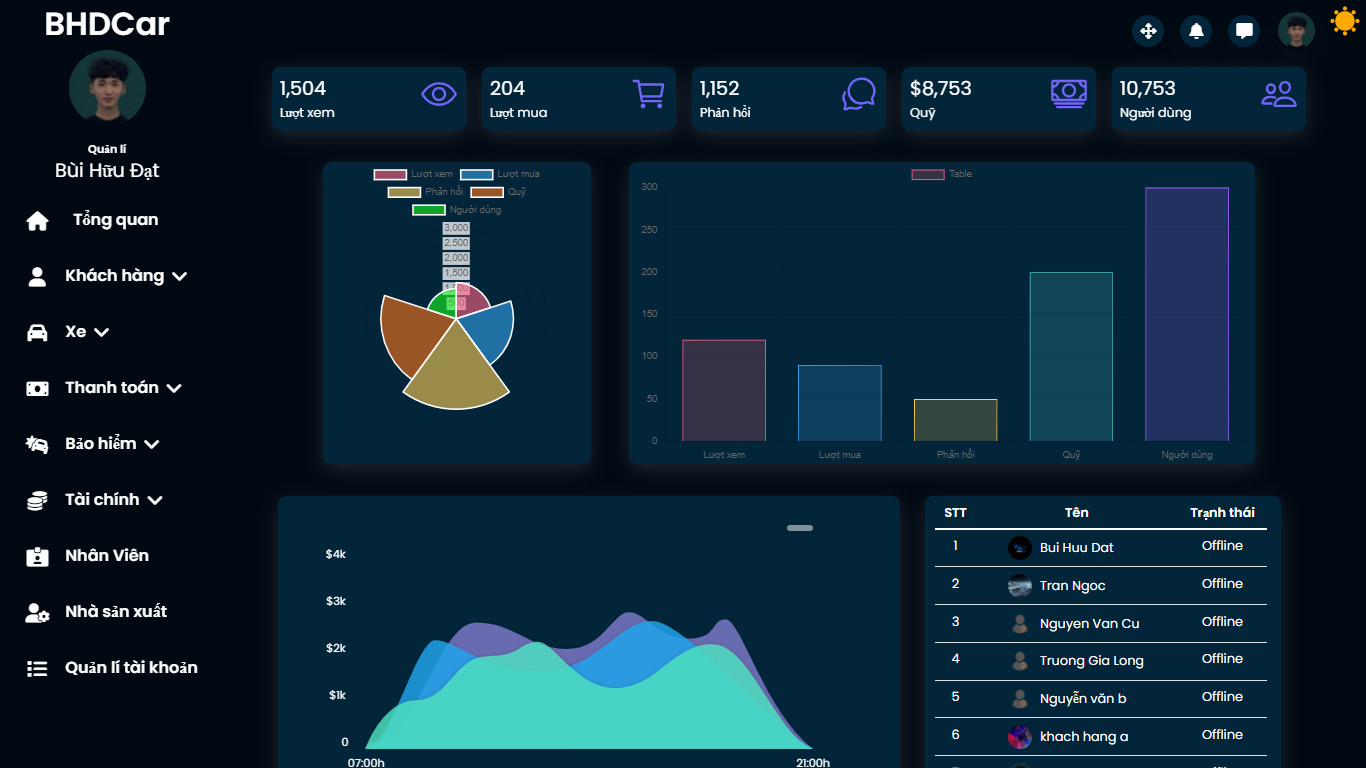 BHDCar
Quản lí
Bùi Hữu Đạt
Tổng quan
Khách hàng
Xe
Thanh toán
Bảo hiểm
Tài chính
Nhân Viên
Nhà sản xuất
Quản lí tài khoản
1,504
Lượt xem
204
Lượt mua
1,152
Phản hồi
$8,753
Quỹ
10,753
Người dùng
Lượt xem Lượt mua
Phản hồi Quỹ
Người dùng
3,000
2,500
2,000
1,500
Table
300
250
200
150
100
50
0
Lượt xem Lượt mua Phản hồi Quỹ Người dùng
$4k
$3k
$2k
$1k
0
07:00h 21:00h
STT Tên Trạnh thái
1 Bui Huu Dat Offline
2 Tran Ngoc Offline
3 Nguyen Van Cu Offline
4 Truong Gia Long Offline
5 Nguyễn văn b Offline
6 khach hang a Offline